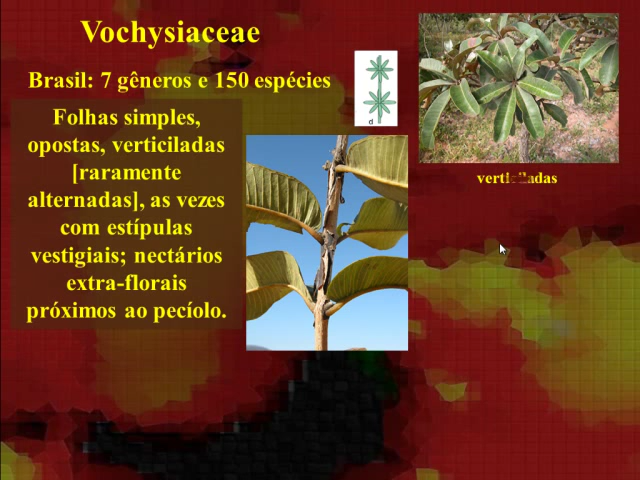 Vochysiaceae
Brasil: 7 gêneros e 150 espécies
Folhas simples,
opostas, verticiladas
[raramente
alternadas], as vezes
com estípulas
vestigiais; nectários
extra-florais
próximos ao pecíolo.
d
verticiladas